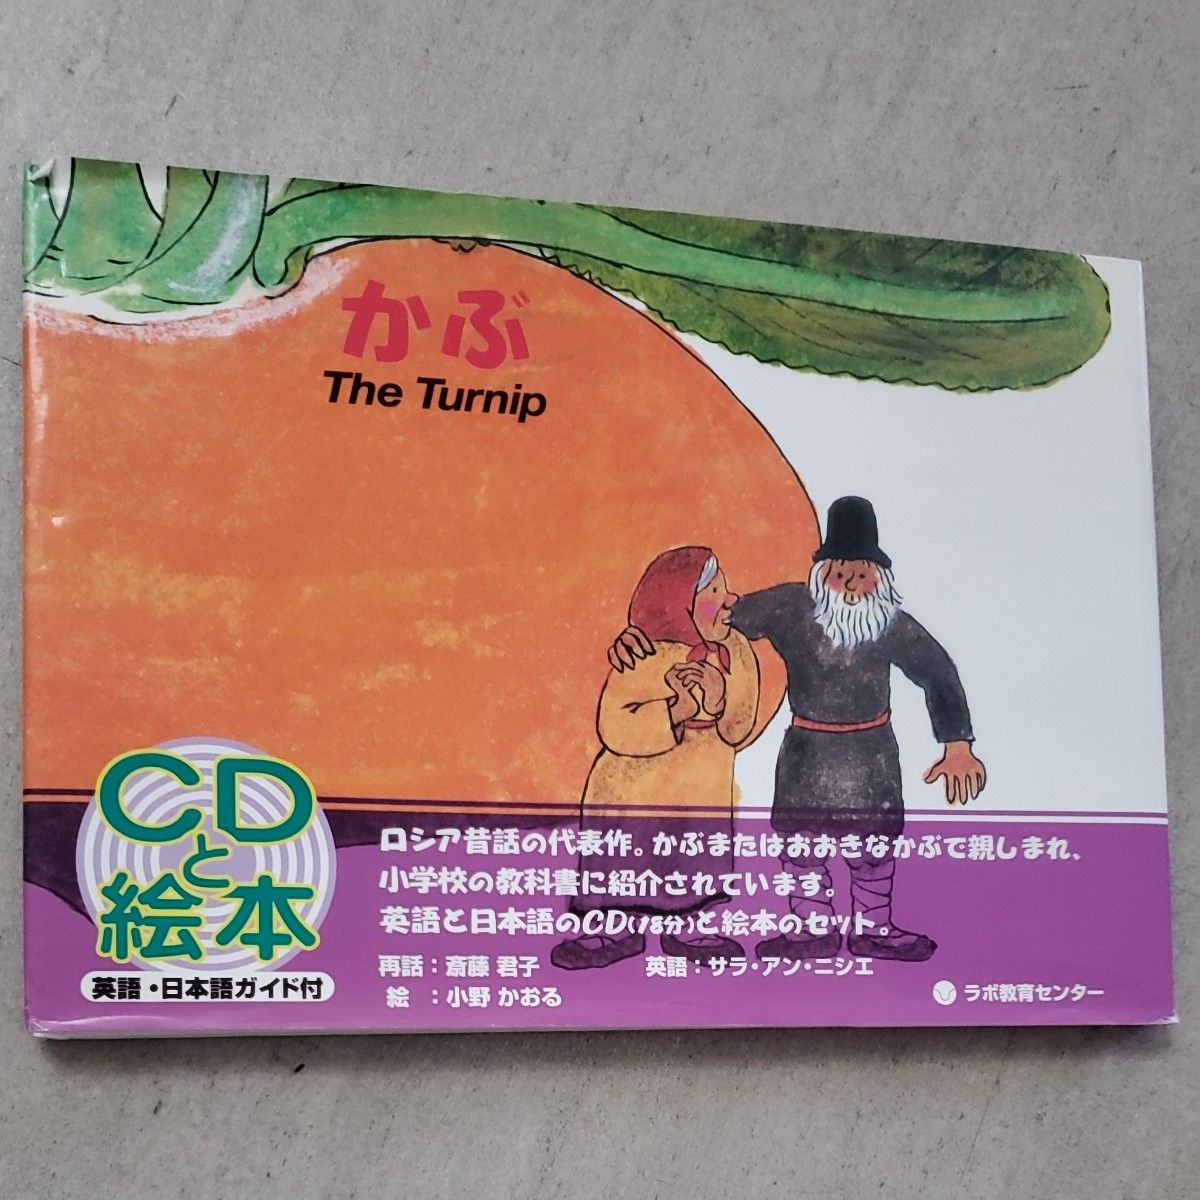 かぶ
The Turnip
CDと絵本
英語・日本語ガイド付
ロシア昔話の代表作。かぶまたはおおきなかぶで親しまれ、
小学校の教科書に紹介されています。
英語と日本語のCD(18分)と絵本のセット。
再話：斎藤 君子 英語：サラ・アン・ニシエ
絵 ：小野 かおる
ラボ教育センター